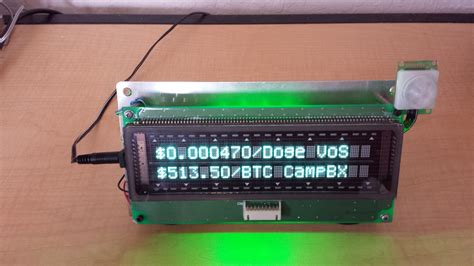 $0.000470/Doge VoS
$513.50/BTC CampBX